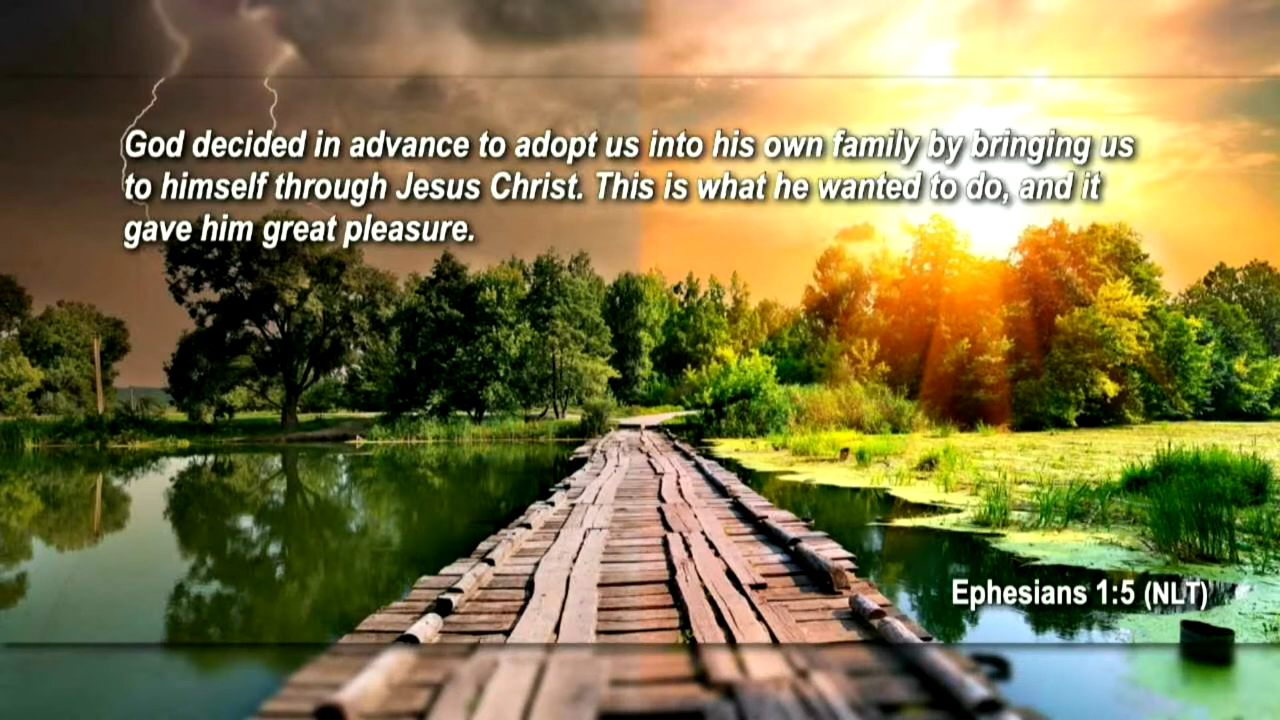 God decided in advance to adopt us into his own family by bringing us
to himself through Jesus Christ. This is what he wanted to do, and it
gave him great pleasure.
Ephesians 1:5 (NLT)